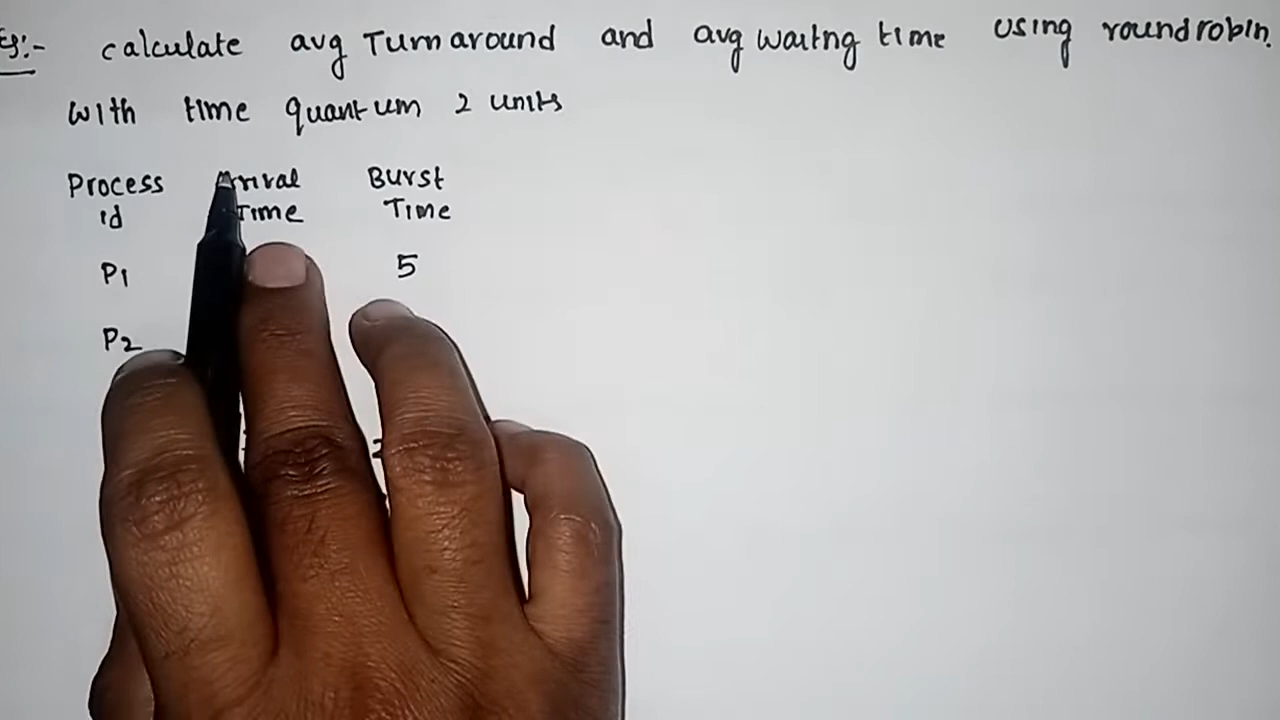 calculate avg Turnaround and avg waiting time using roundrobin.
with time quantum 2 units
Process Arrival Burst
id Time Time
P1 5
P2